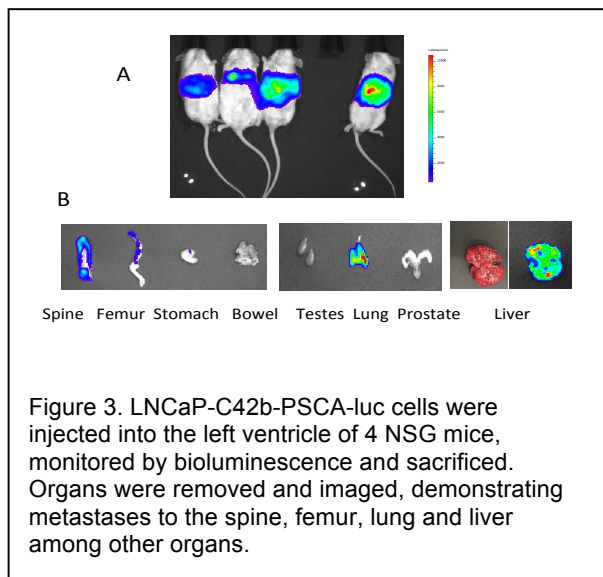 A
B
Spine Femur Stomach Bowel Testes Lung Prostate Liver
Figure 3. LNCaP-C42b-PSCA-luc cells were
injected into the left ventricle of 4 NSG mice,
monitored by bioluminescence and sacrificed.
Organs were removed and imaged, demonstrating
metastases to the spine, femur, lung and liver
among other organs.